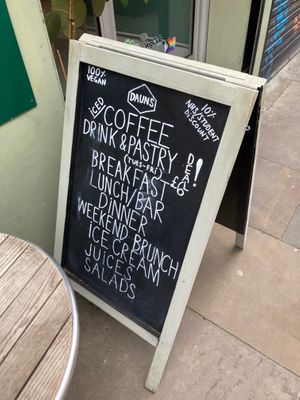 100%
VEGAN
DAUNS
10%
NHS/STUDENT
DISCOUNT
ICED
COFFEE
DRINK & PASTRY
(TUES-FRI)
DEAL £6!
BREAKFAST
LUNCH/BAR
DINNER
WEEKEND BRUNCH
ICE CREAM
JUICES
SALADS